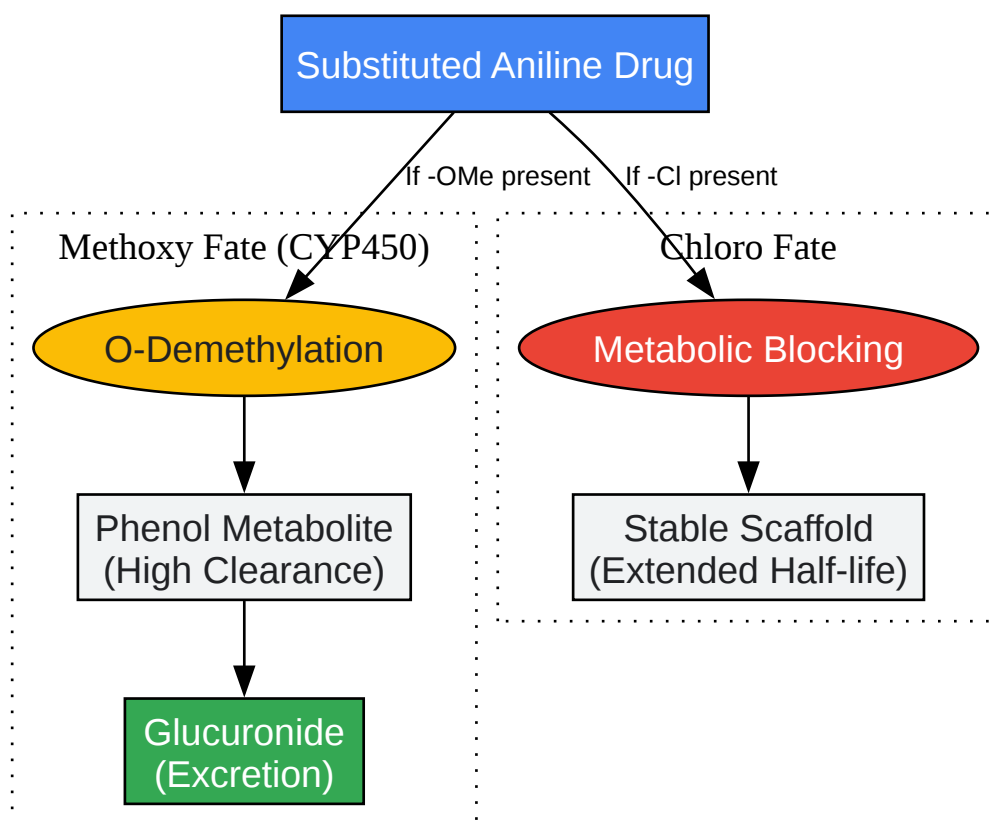 Substituted Aniline Drug
If -OMe present
If -Cl present
Methoxy Fate (CYP450)
Chloro Fate
O-Demethylation
Metabolic Blocking
Phenol Metabolite
(High Clearance)
Stable Scaffold
(Extended Half-life)
Glucuronide
(Excretion)